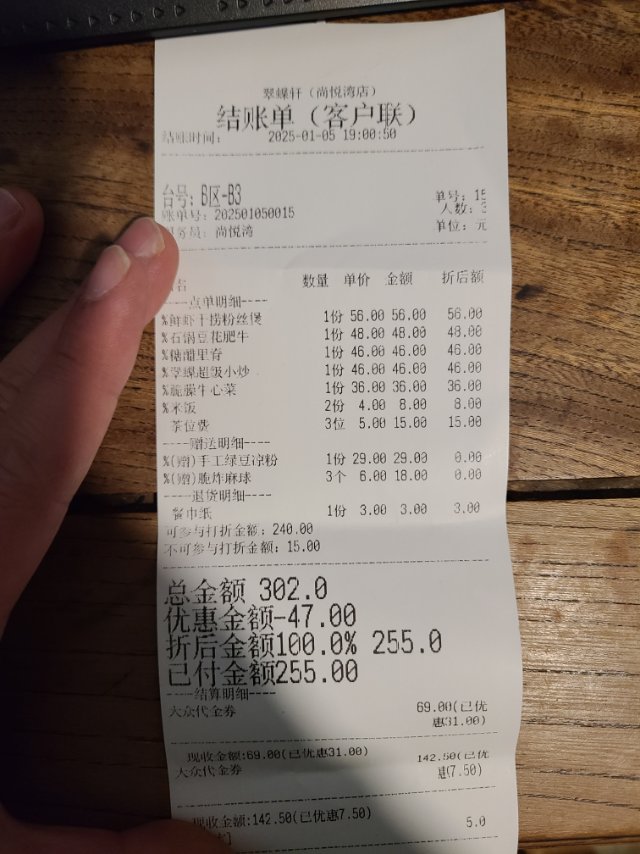 翠蝶轩（尚悦湾店）
结账单（客户联）
结账时间： 2025-01-05 19:00:50
台号：B区-B3 单号：15
账单号：202501050015 人数：3
服务员：尚悦湾 单位：元
名 数量 单价 金额 折后额
----点单明细----
%鲜虾干捞粉丝煲 1份 56.00 56.00 56.00
%石锅豆花肥牛 1份 48.00 48.00 48.00
%糖醋里脊 1份 46.00 46.00 46.00
%翠蝶超级小炒 1份 46.00 46.00 46.00
%脆臊牛心菜 1份 36.00 36.00 36.00
%米饭 2份 4.00 8.00 8.00
茶位费 3位 5.00 15.00 15.00
----赠送明细----
%(赠)手工绿豆凉粉 1份 29.00 29.00 0.00
%(赠)脆炸麻球 3个 6.00 18.00 0.00
----退货明细----
餐巾纸 1份 3.00 3.00 3.00
可参与打折金额：240.00
不可参与打折金额：15.00
总金额 302.0
优惠金额-47.00
折后金额100.0% 255.0
已付金额255.00
----结算明细----
大众代金券 69.00(已优
惠31.00)
现收金额:69.00(已优惠31.00)
大众代金券 142.50(已优
惠7.50)
现收金额:142.50(已优惠7.50)
] 5.0